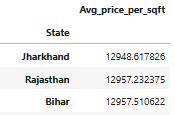 Avg_price_per_sqft
State
Jharkhand 12948.617826
Rajasthan 12957.232375
Bihar 12957.510622